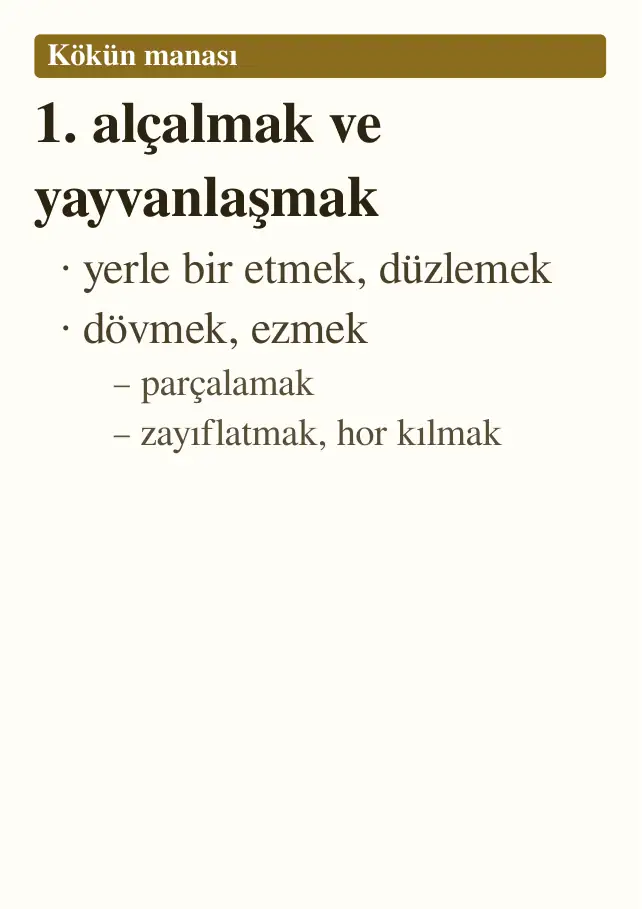 Kökün manası
1. alçalmak ve
yayvanlaşmak
· yerle bir etmek, düzlemek
· dövmek, ezmek
– parçalamak
– zayıflatmak, hor kılmak